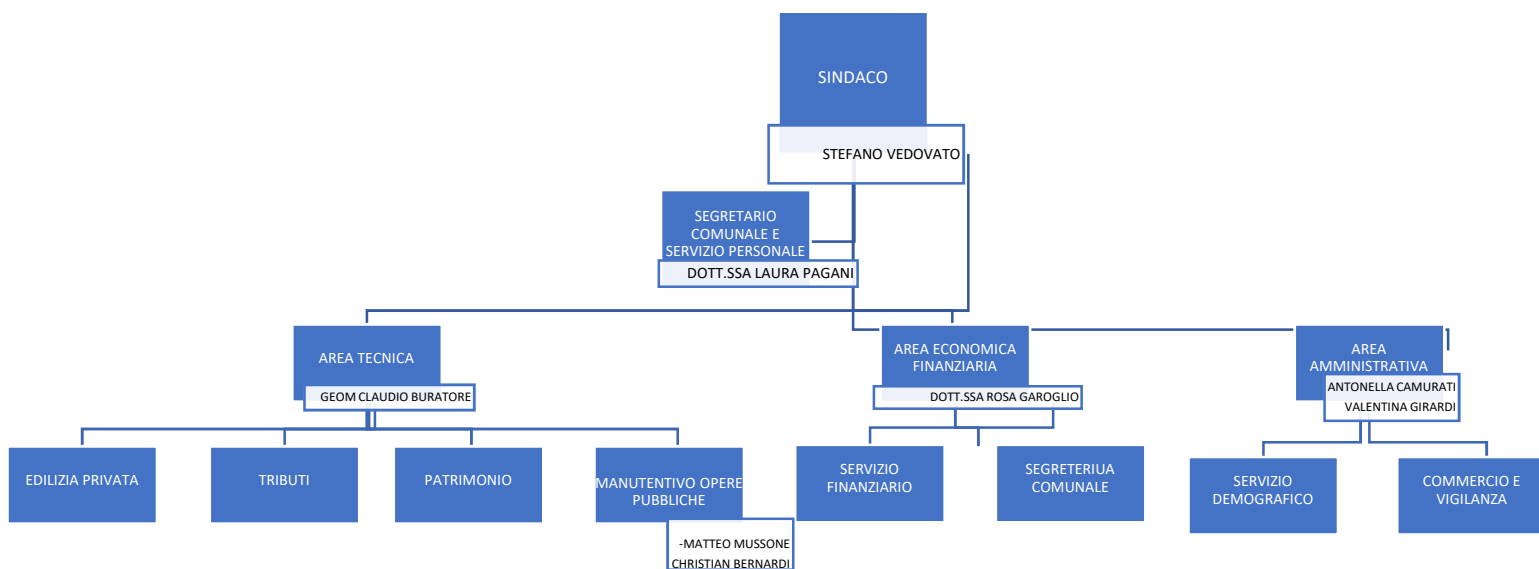 SINDACO
STEFANO VEDOVATO
SEGRETARIO
COMUNALE E
SERVIZIO PERSONALE
DOTT.SSA LAURA PAGANI
AREA TECNICA
GEOM CLAUDIO BURATORE
AREA ECONOMICA
FINANZIARIA
DOTT.SSA ROSA GAROGLIO
AREA
AMMINISTRATIVA
ANTONELLA CAMURATI
VALENTINA GIRARDI
EDILIZIA PRIVATA
TRIBUTI
PATRIMONIO
MANUTENTIVO OPERE
PUBBLICHE
-MATTEO MUSSONE
CHRISTIAN BERNARDI
SERVIZIO
FINANZIARIO
SEGRETERIUA
COMUNALE
SERVIZIO
DEMOGRAFICO
COMMERCIO E
VIGILANZA